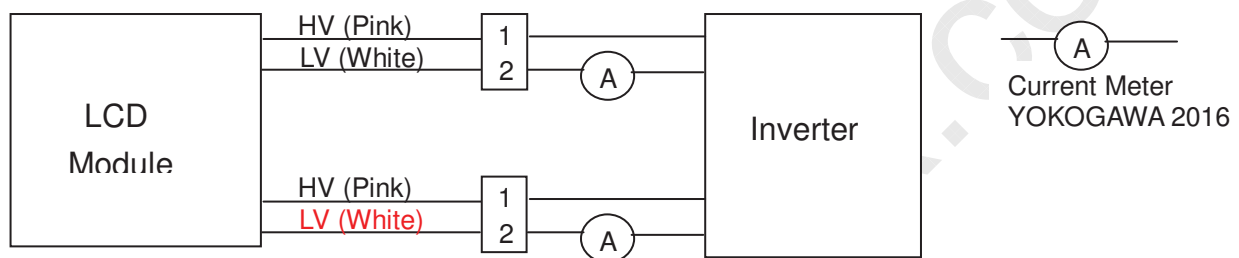 HV (Pink)
LV (White)
1
2
A
LCD
Module
Inverter
A
Current Meter
YOKOGAWA 2016
HV (Pink)
LV (White)
1
2
A